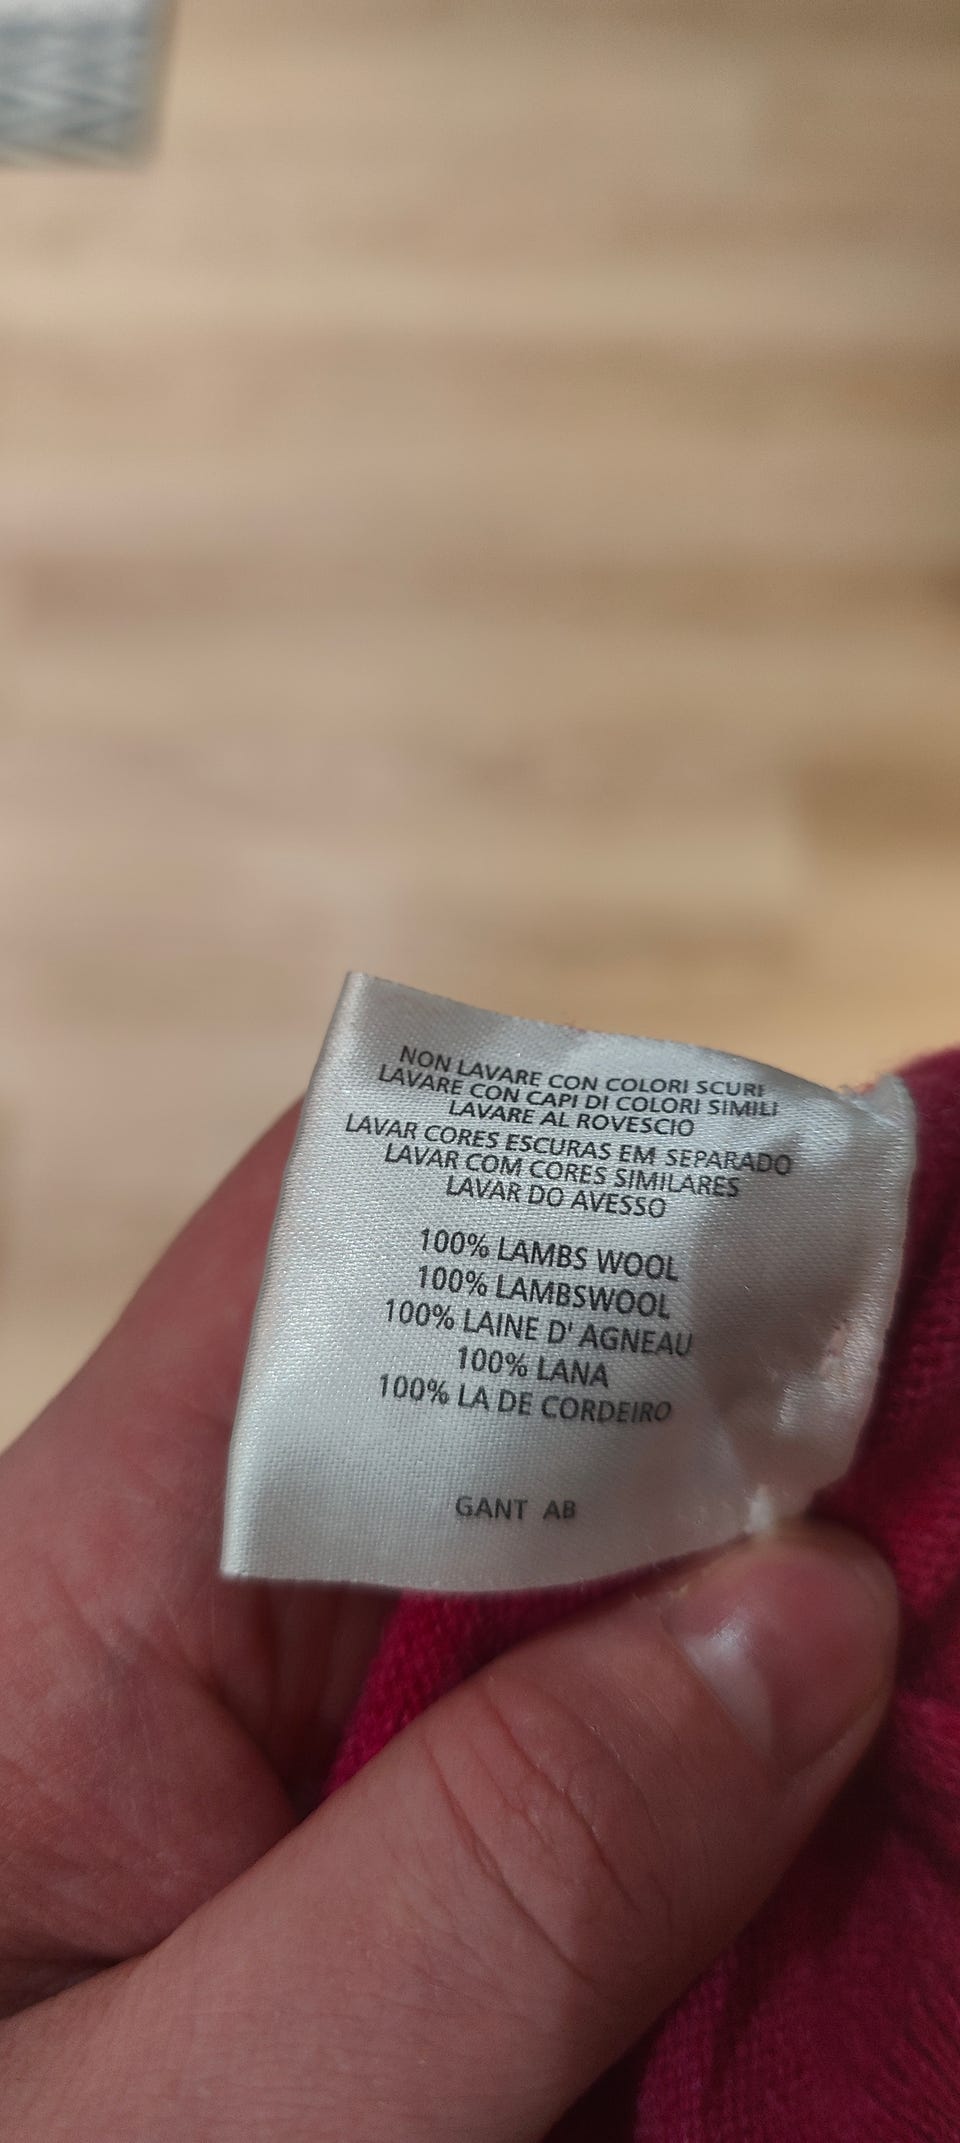 NON LAVARE CON COLORI SCURI
LAVARE CON CAPI DI COLORI SIMILI
LAVARE AL ROVESCIO
LAVAR CORES ESCURAS EM SEPARADO
LAVAR COM CORES SIMILARES
LAVAR DO AVESSO
100% LAMBS WOOL
100% LAMBSWOOL
100% LAINE D' AGNEAU
100% LANA
100% LA DE CORDEIRO
GANT AB